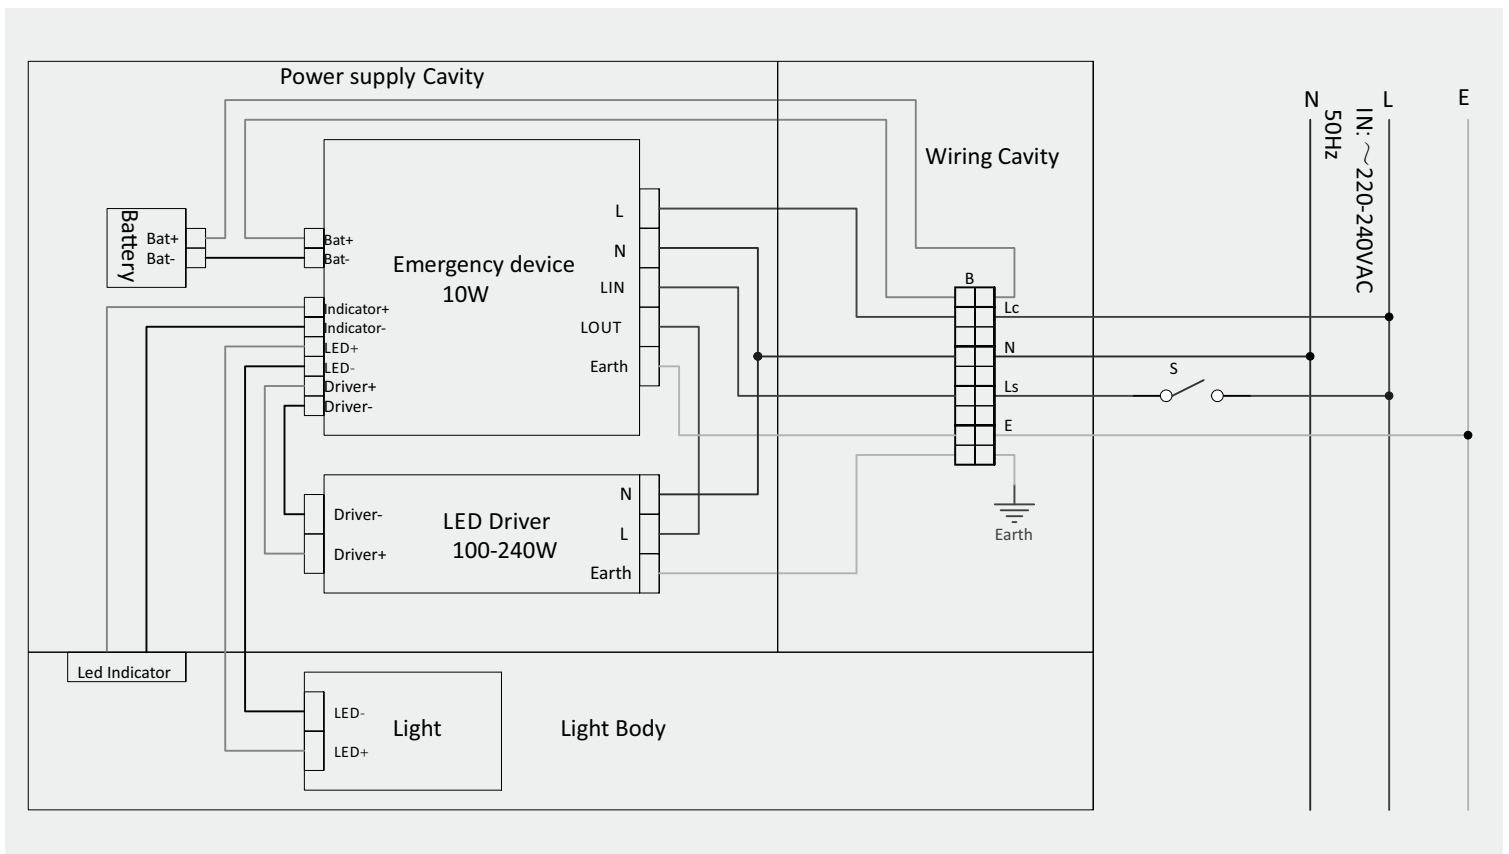 Power supply Cavity
Wiring Cavity
N
L
E
IN: ～220-240VAC
50Hz
Battery
Bat+
Bat-
Bat+
Bat-
Indicator+
Indicator-
LED+
LED-
Driver+
Driver-
Emergency device
10W
L
N
LIN
LOUT
Earth
B
Lc
N
Ls
E
S
Earth
Driver-
Driver+
LED Driver
100-240W
N
L
Earth
Led Indicator
LED-
LED+
Light
Light Body